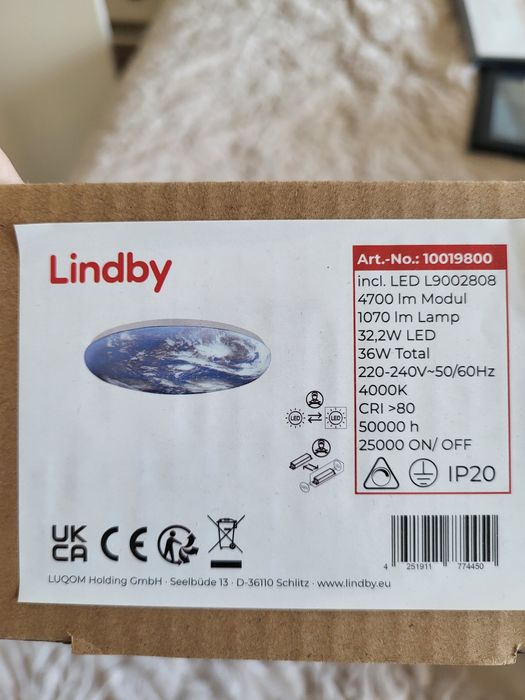 Lindby
Art.-No.: 10019800
incl. LED L9002808
4700 lm Modul
1070 lm Lamp
32,2W LED
36W Total
220-240V~50/60Hz
4000K
CRI >80
50000 h
25000 ON/ OFF
IP20
LED LED
UK
CA CE
4 251911 774450
LUQOM Holding GmbH · Seelbüde 13 · D-36110 Schlitz · www.lindby.eu